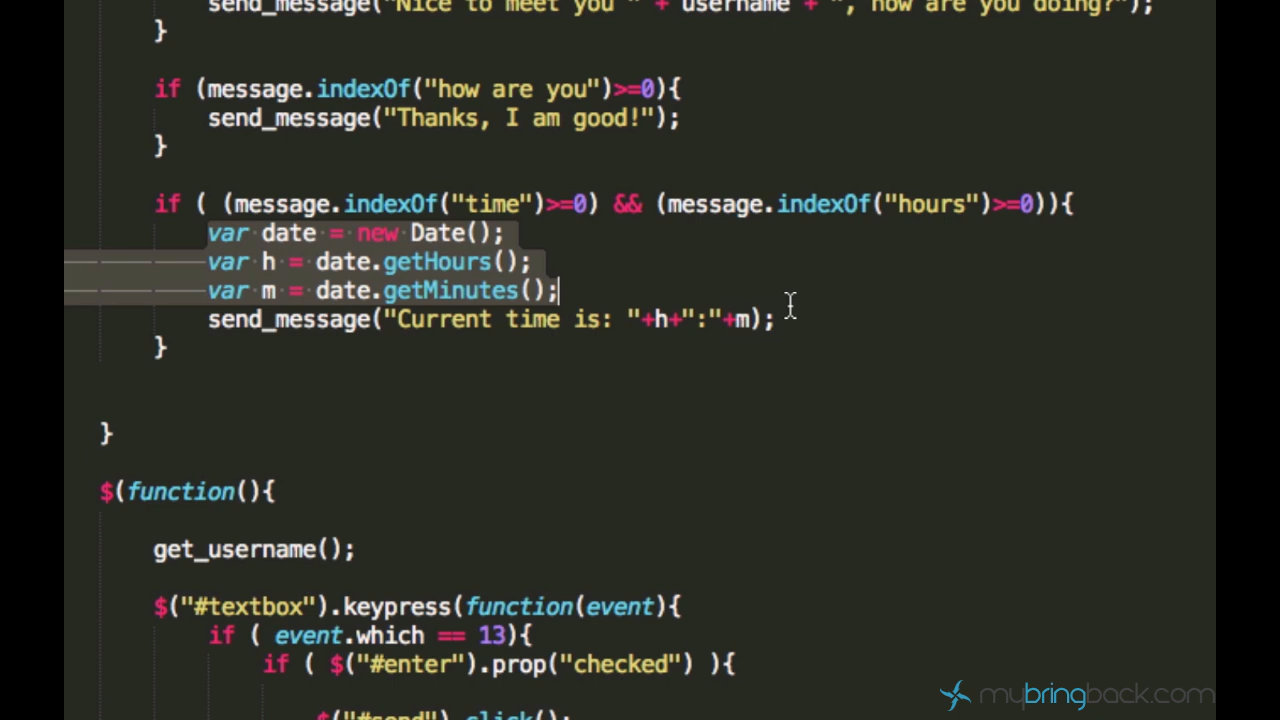 send_message("Nice to meet you " + username + ", how are you doing?");
}
if (message.indexOf("how are you")>=0){
send_message("Thanks, I am good!");
}
if ( (message.indexOf("time")>=0) && (message.indexOf("hours")>=0)){
var date = new Date();
var h = date.getHours();
var m = date.getMinutes();
send_message("Current time is: "+h+":"+m);
}
}
$(function(){
get_username();
$("#textbox").keypress(function(event){
if ( event.which == 13){
if ( $("#enter").prop("checked") ){
$("#send").click();
mybringback.com